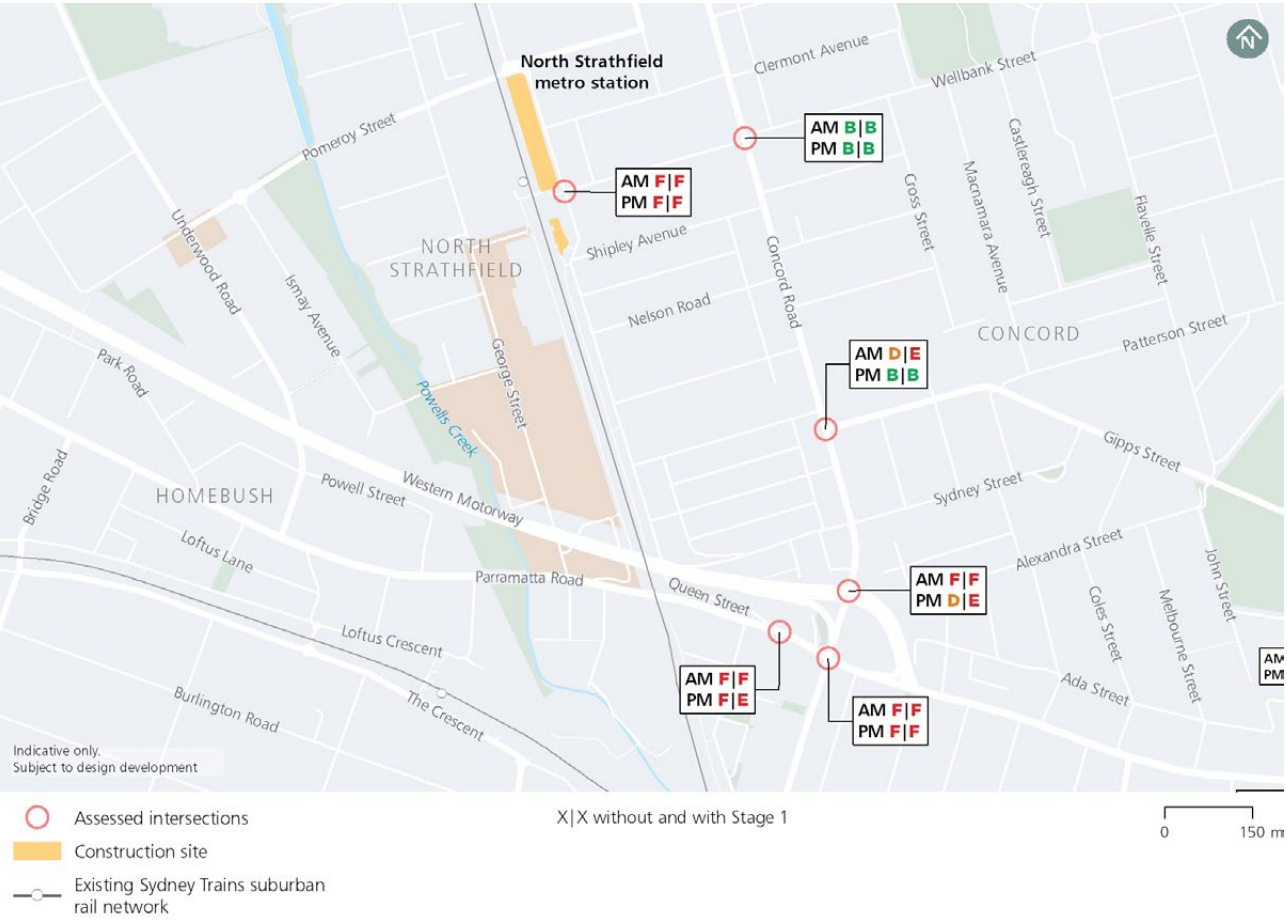 N
Clermont Avenue
Wellbank Street
North Strathfield
metro station
Pomeroy Street
AM B|B
PM B|B
AM F|F
PM F|F
Castlereagh Street
Macnamara Avenue
Cross Street
Flavelle Street
Underwood Road
NORTH
STRATHFIELD
Shipley Avenue
Concord Road
Ismay Avenue
Nelson Road
CONCORD
Patterson Street
Park Road
George Street
AM D|E
PM B|B
Powells Creek
Gipps Street
Bridge Road
HOMEBUSH
Powell Street
Western Motorway
Sydney Street
Loftus Lane
Alexandra Street
John Street
Parramatta Road
Queen Street
AM F|F
PM D|E
Coles Street
Melbourne Street
Loftus Crescent
AM F|F
PM F|E
Ada Street
AM
PM
Burlington Road
The Crescent
AM F|F
PM F|F
Indicative only.
Subject to design development
Assessed intersections
X|X without and with Stage 1
0 150 m
Construction site
Existing Sydney Trains suburban
rail network